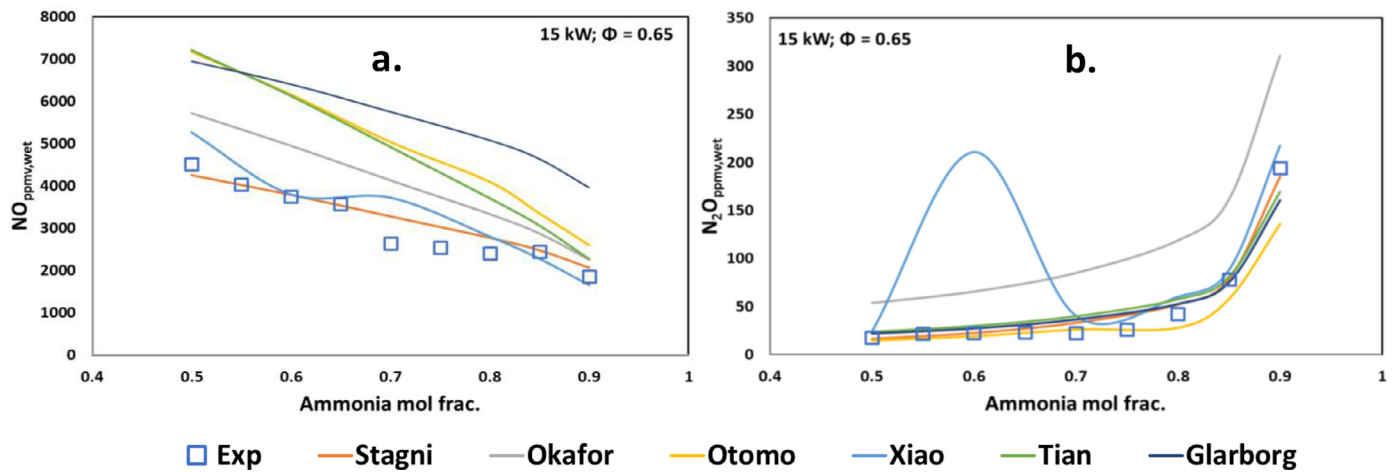 15 kW; Φ = 0.65
a.
NOppmv,wet
8000
7000
6000
5000
4000
3000
2000
1000
0
0.4 0.5 0.6 0.7 0.8 0.9 1
Ammonia mol frac.
15 kW; Φ = 0.65
b.
N2Oppmv,wet
350
300
250
200
150
100
50
0
0.4 0.5 0.6 0.7 0.8 0.9 1
Ammonia mol frac.
Exp Stagni Okafor Otomo Xiao Tian Glarborg